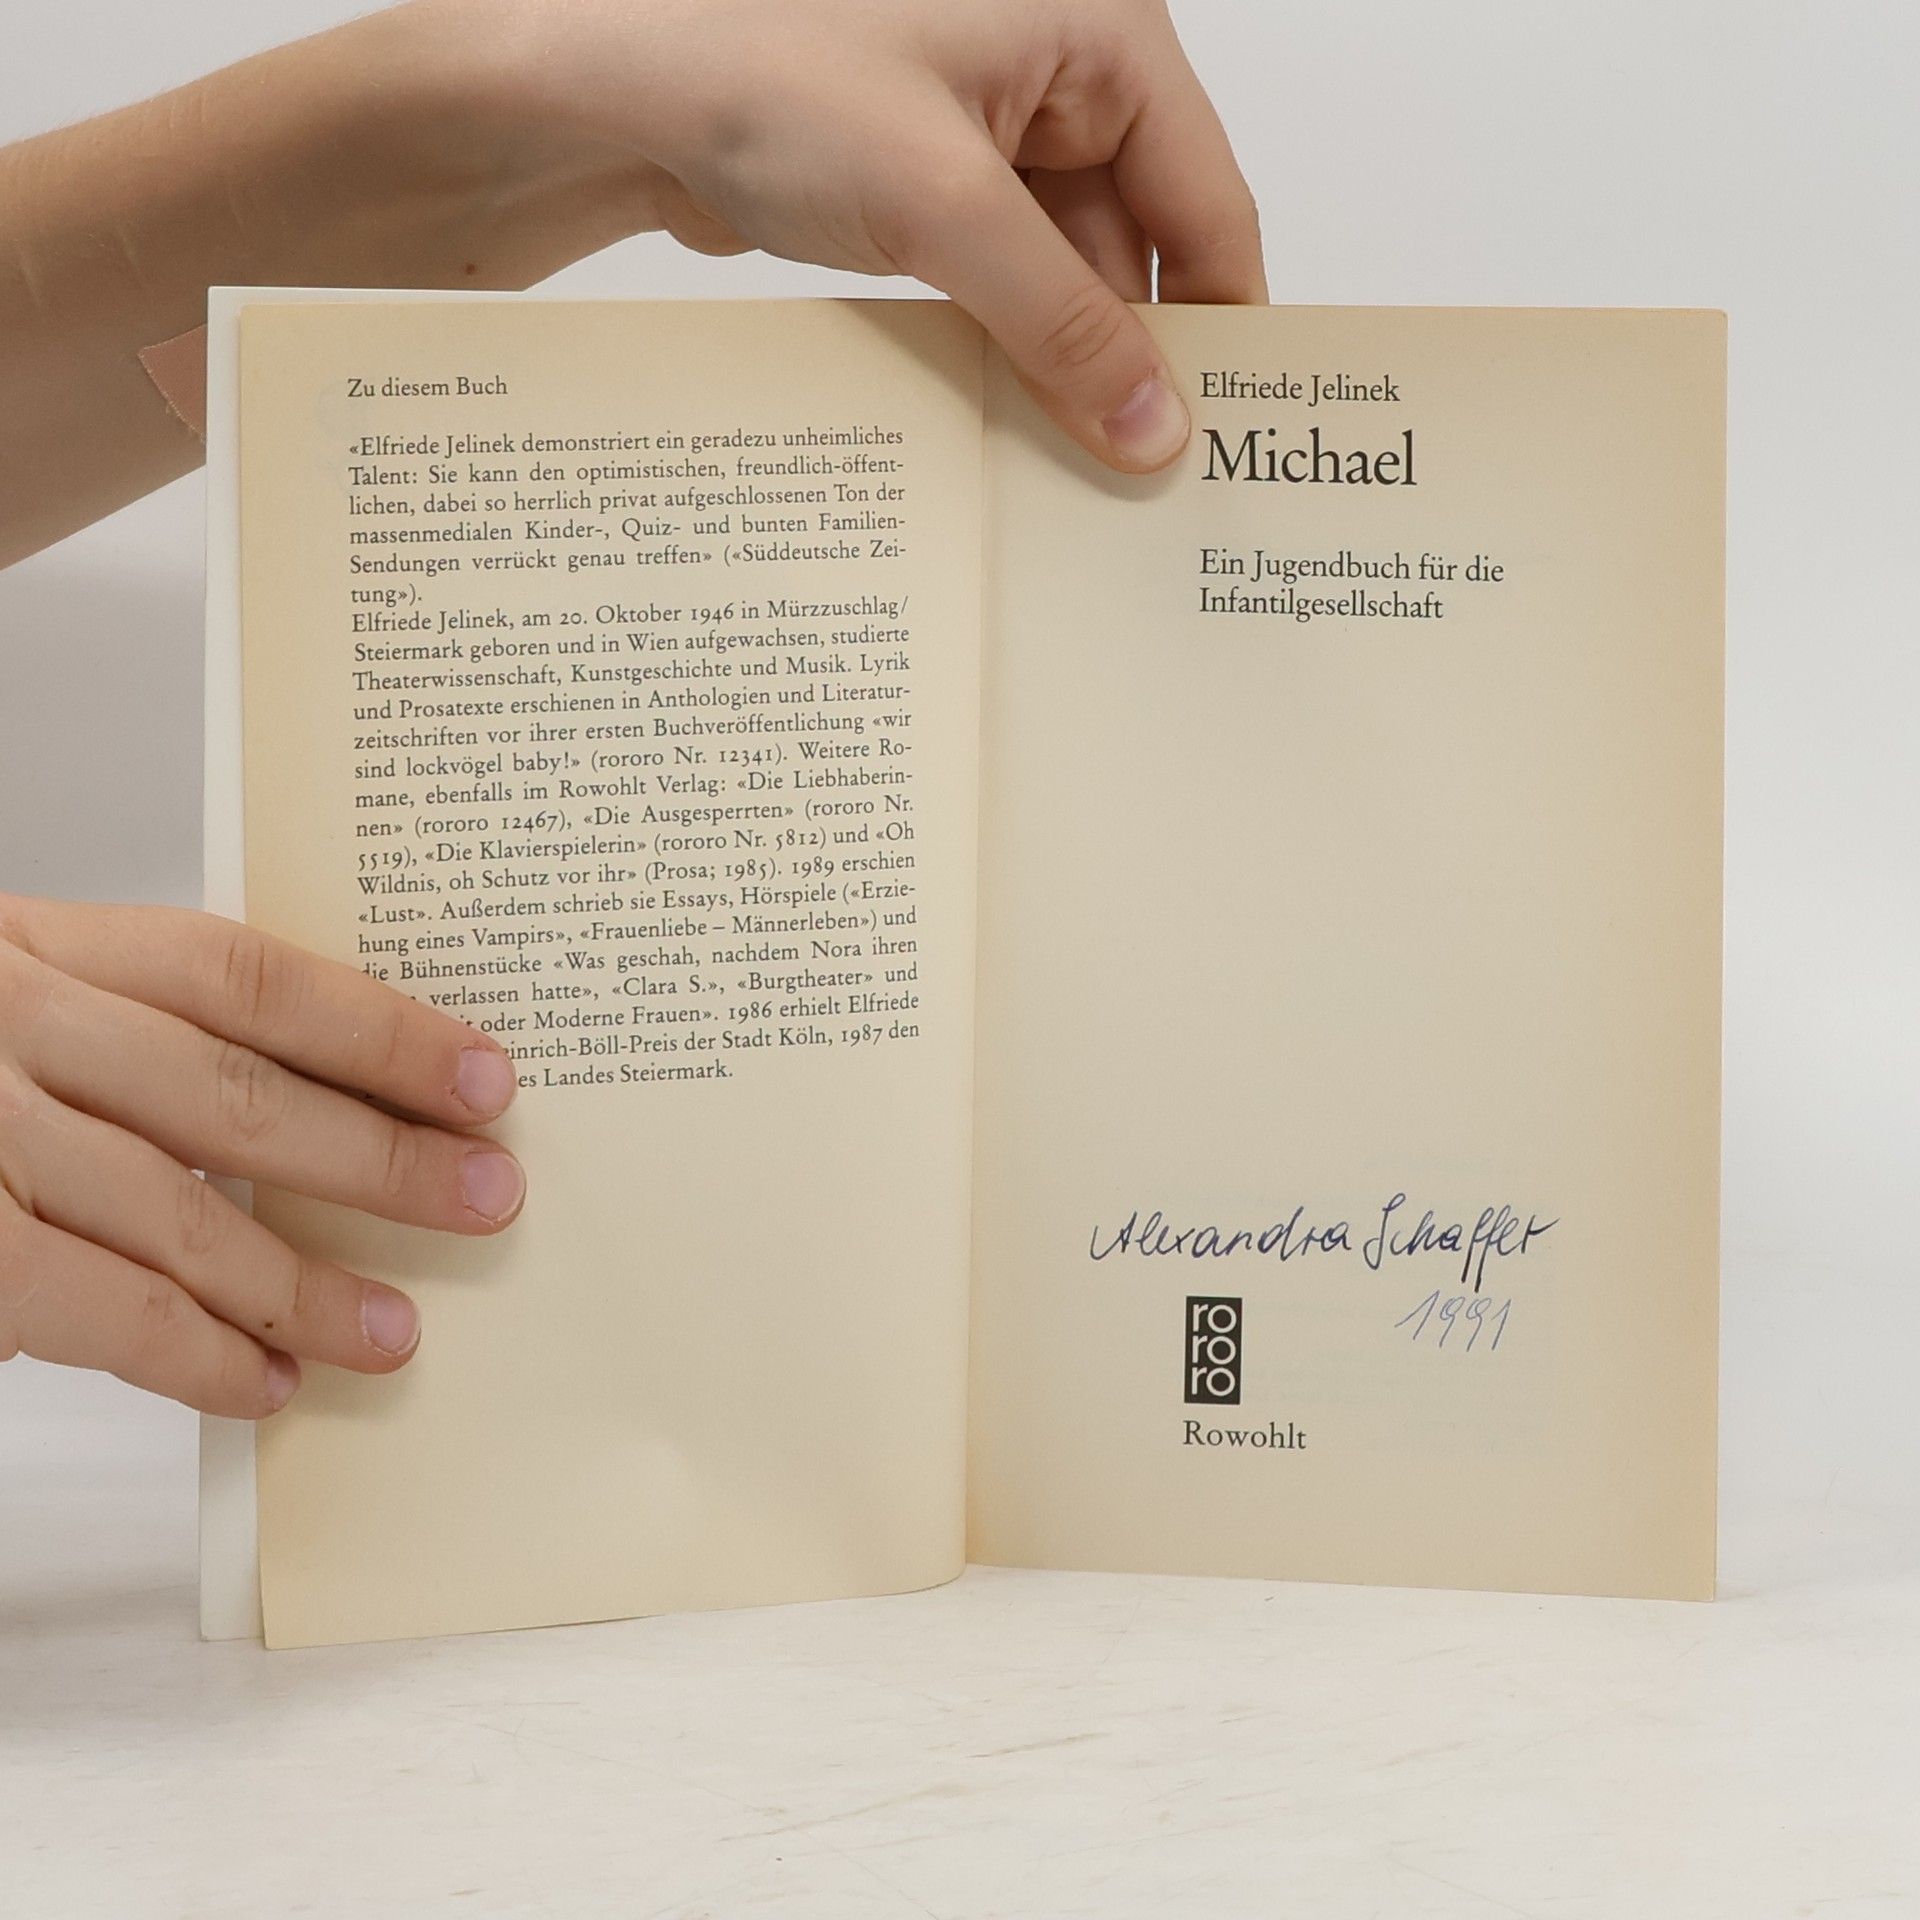 Zu diesem Buch
«Elfriede Jelinek demonstriert ein geradezu unheimliches
Talent: Sie kann den optimistischen, freundlich-öffent-
lichen, dabei so herrlich privat aufgeschlossenen Ton der
massenmedialen Kinder-, Quiz- und bunten Familien-
Sendungen verrückt genau treffen» («Süddeutsche Zei-
tung»).
Elfriede Jelinek, am 20. Oktober 1946 in Mürzzuschlag/
Steiermark geboren und in Wien aufgewachsen, studierte
Theaterwissenschaft, Kunstgeschichte und Musik. Lyrik
und Prosatexte erschienen in Anthologien und Literatur-
zeitschriften vor ihrer ersten Buchveröffentlichung «wir
sind lockvögel baby!» (rororo Nr. 12341). Weitere Ro-
mane, ebenfalls im Rowohlt Verlag: «Die Liebhaberin-
nen» (rororo 12467), «Die Ausgesperrten» (rororo Nr.
5519), «Die Klavierspielerin» (rororo Nr. 5812) und «Oh
Wildnis, oh Schutz vor ihr» (Prosa; 1985). 1989 erschien
«Lust». Außerdem schrieb sie Essays, Hörspiele («Erzie-
hung eines Vampirs», «Frauenliebe – Männerleben») und
die Bühnenstücke «Was geschah, nachdem Nora ihren
verlassen hatte», «Clara S.», «Burgtheater» und
oder Moderne Frauen». 1986 erhielt Elfriede
einrich-Böll-Preis der Stadt Köln, 1987 den
es Landes Steiermark.
Elfriede Jelinek
Michael
Ein Jugendbuch für die
Infantilgesellschaft
Alexandra Schaffer
1991
ro
ro
ro
Rowohlt